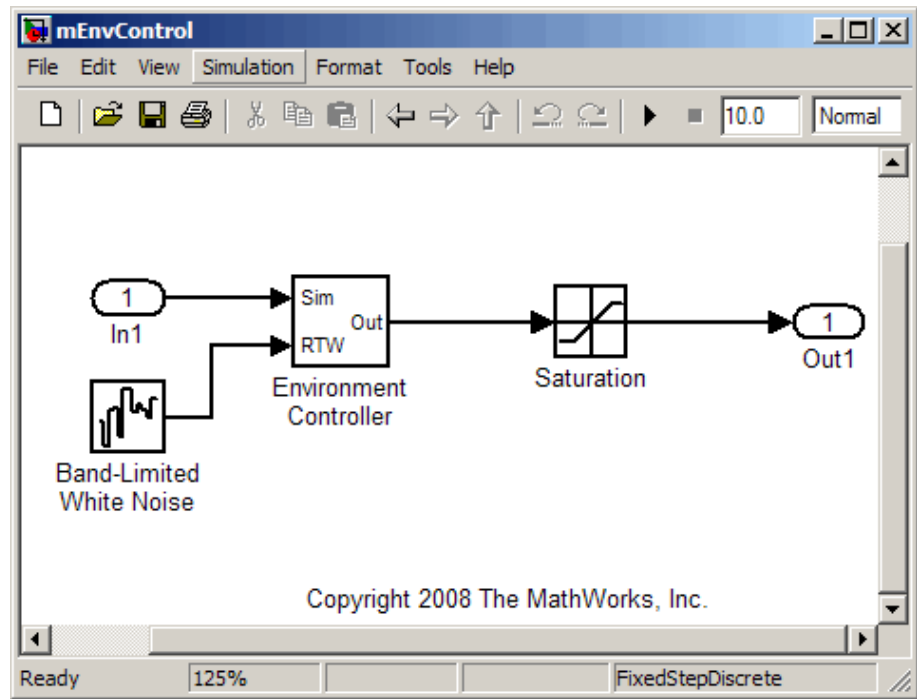 mEnvControl
File Edit View Simulation Format Tools Help
10.0 Normal
1
In1
Sim
Out
RTW
Environment
Controller
Saturation
1
Out1
Band-Limited
White Noise
Copyright 2008 The MathWorks, Inc.
Ready 125% FixedStepDiscrete